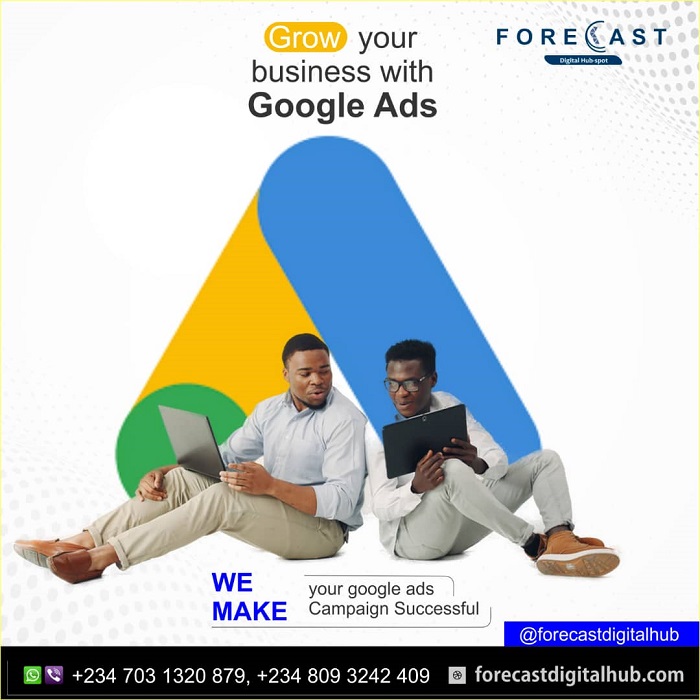 Grow your
business with
Google Ads
FORECAST
Digital Hub-spot
WE
MAKE
your google ads
Campaign Successful
@forecastdigitalhub
+234 703 1320 879, +234 809 3242 409
forecastdigitalhub.com